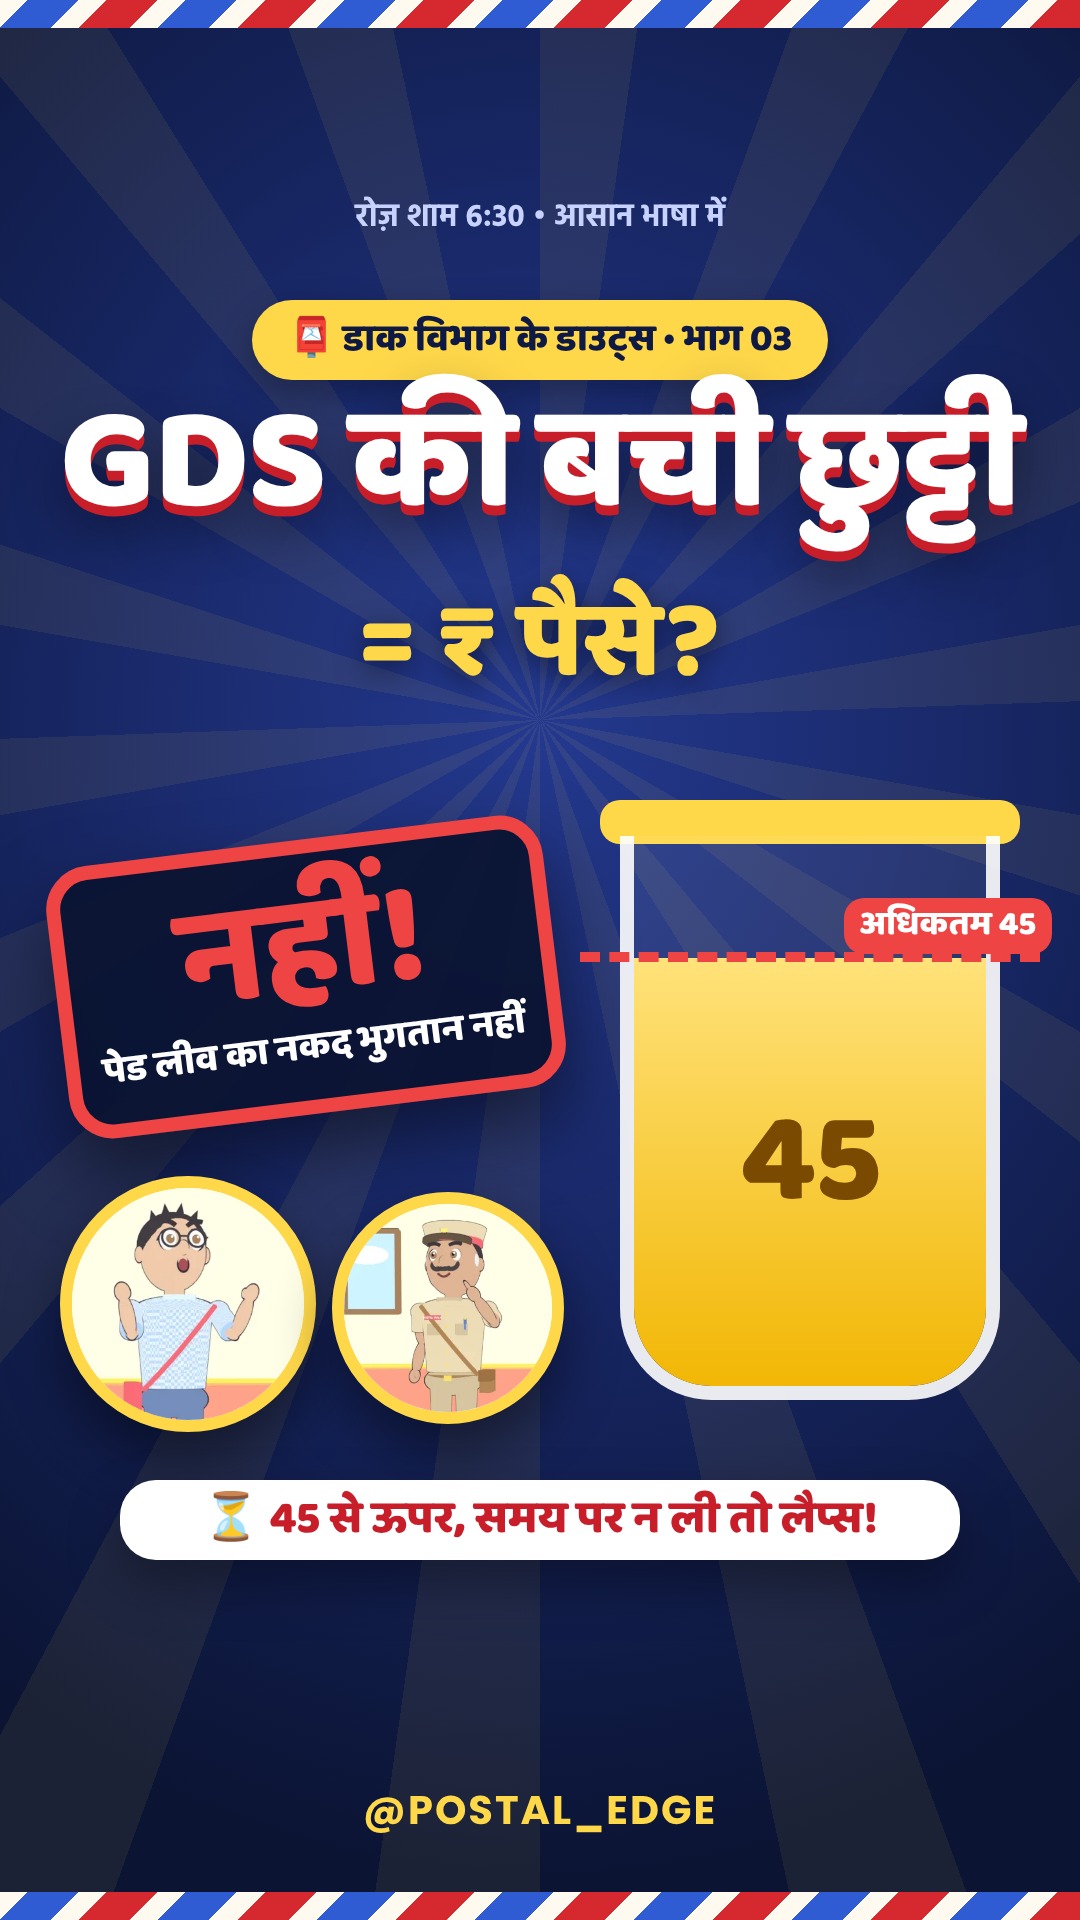 रोज़ शाम 6:30 • आसान भाषा में
डाक विभाग के डाउट्स • भाग 03
GDS की बची छुट्टी
= ₹ पैसे?
नहीं!
पेड लीव का नकद भुगतान नहीं
अधिकतम 45
45
45 से ऊपर, समय पर न ली तो लैप्स!
@POSTAL_EDGE